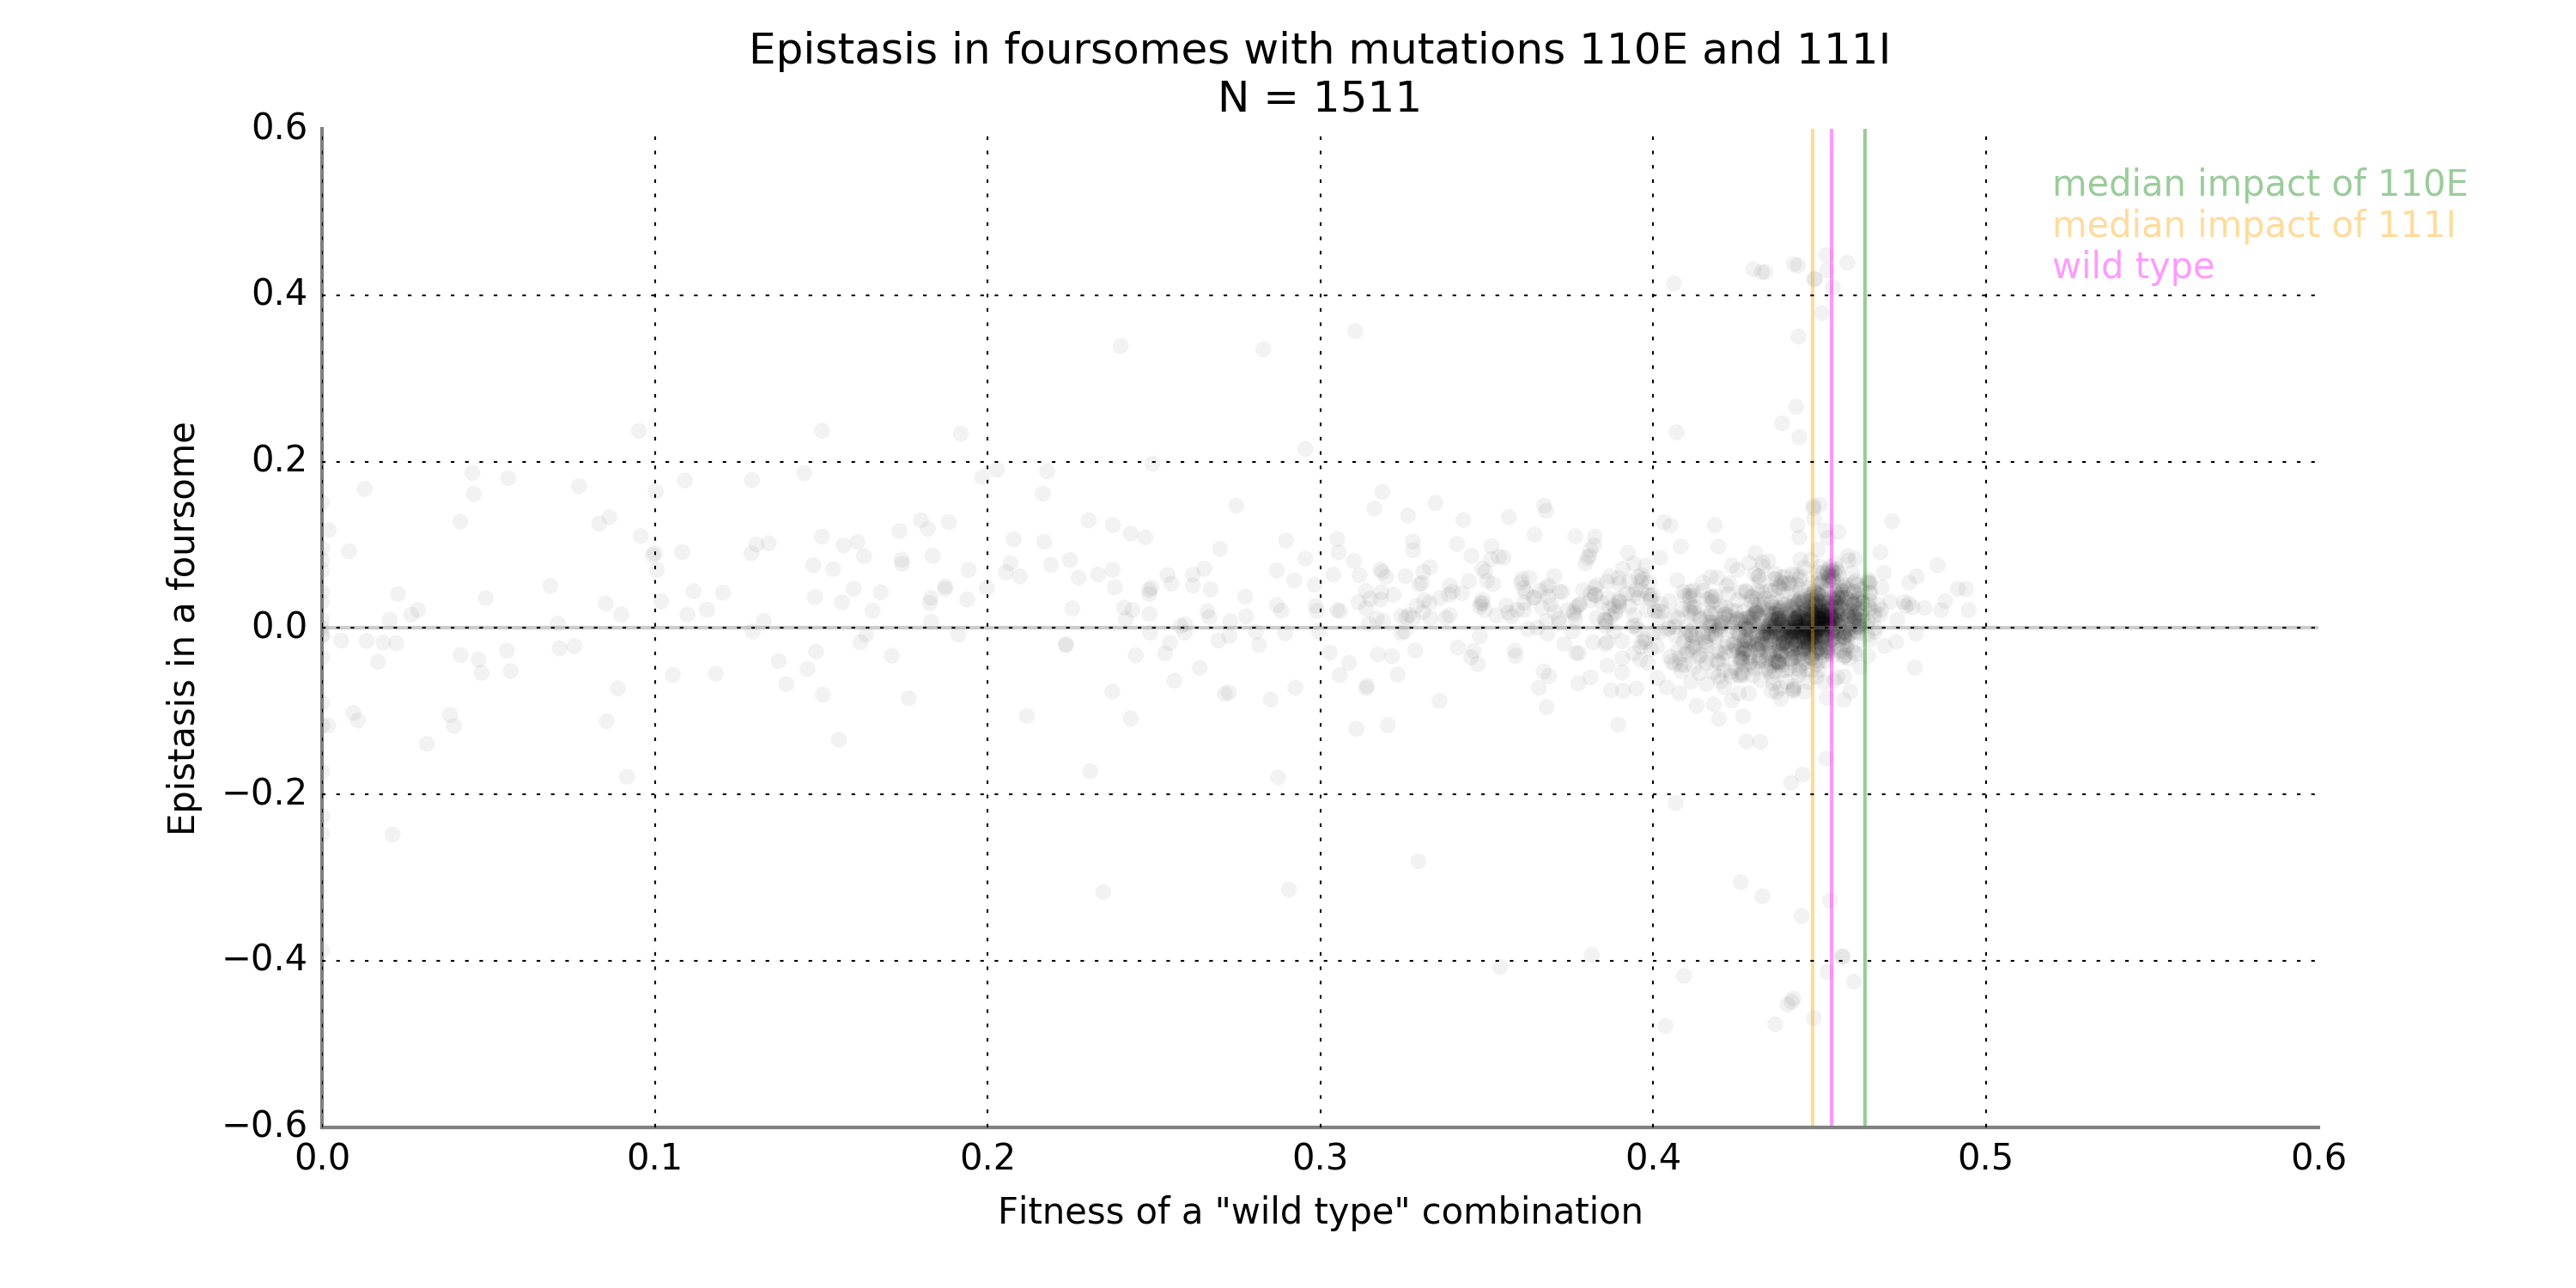 Epistasis in foursomes with mutations 110E and 111I
N = 1511
0.6
median impact of 110E
median impact of 111I
wild type
0.4
0.2
0.0
−0.2
−0.4
−0.6
Epistasis in a foursome
0.0 0.1 0.2 0.3 0.4 0.5 0.6
Fitness of a "wild type" combination